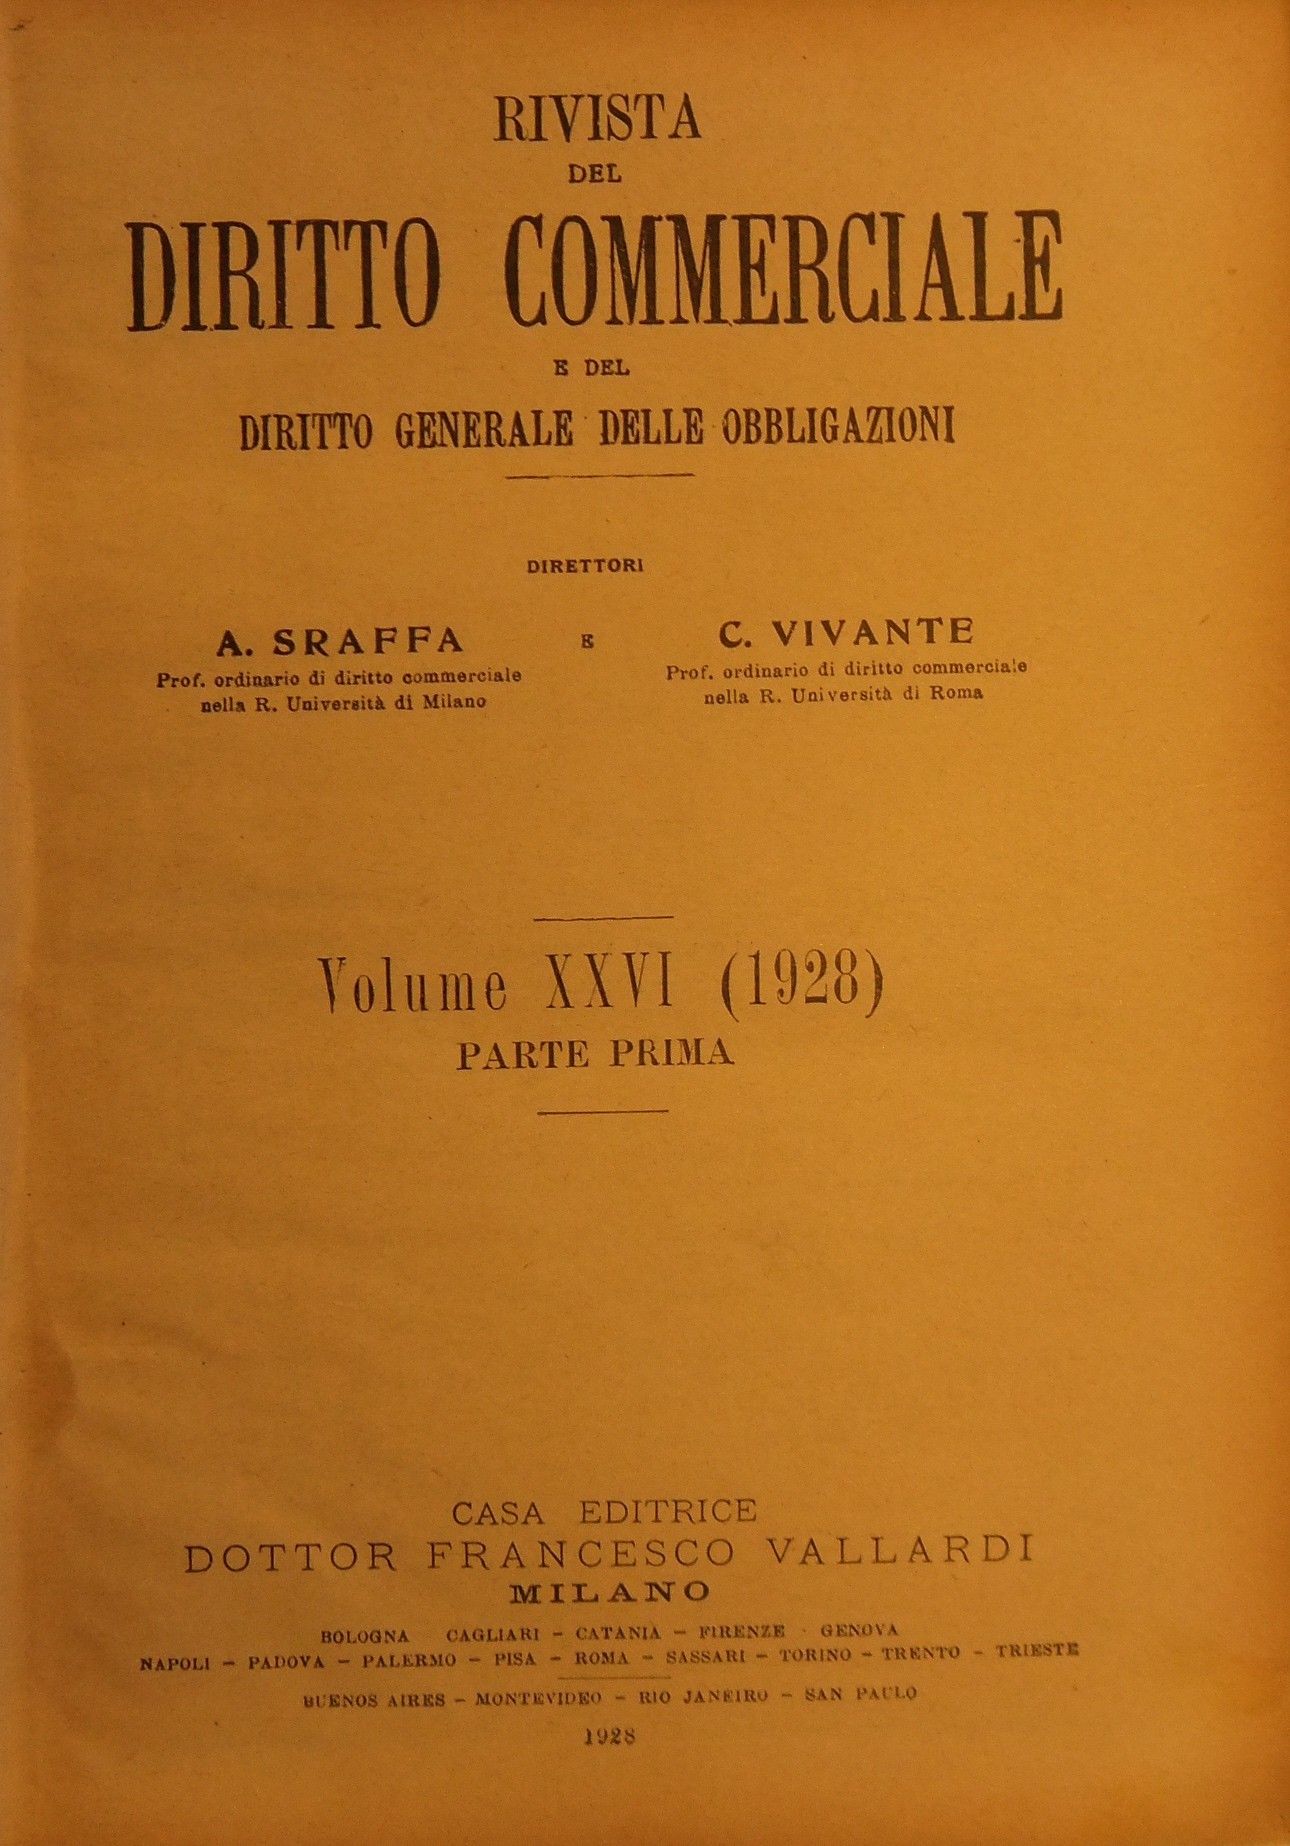 RIVISTA
DEL
DIRITTO COMMERCIALE
E DEL
DIRITTO GENERALE DELLE OBBLIGAZIONI
DIRETTORI
A. SRAFFA E C. VIVANTE
Prof. ordinario di diritto commerciale
nella R. Università di Milano
Prof. ordinario di diritto commerciale
nella R. Università di Roma
Volume XXVI (1928)
PARTE PRIMA
CASA EDITRICE
DOTTOR FRANCESCO VALLARDI
MILANO
BOLOGNA CAGLIARI - CATANIA - FIRENZE - GENOVA
NAPOLI - PADOVA - PALERMO - PISA - ROMA - SASSARI - TORINO - TRENTO - TRIESTE
BUENOS AIRES - MONTEVIDEO - RIO JANEIRO - SAN PAULO
1928